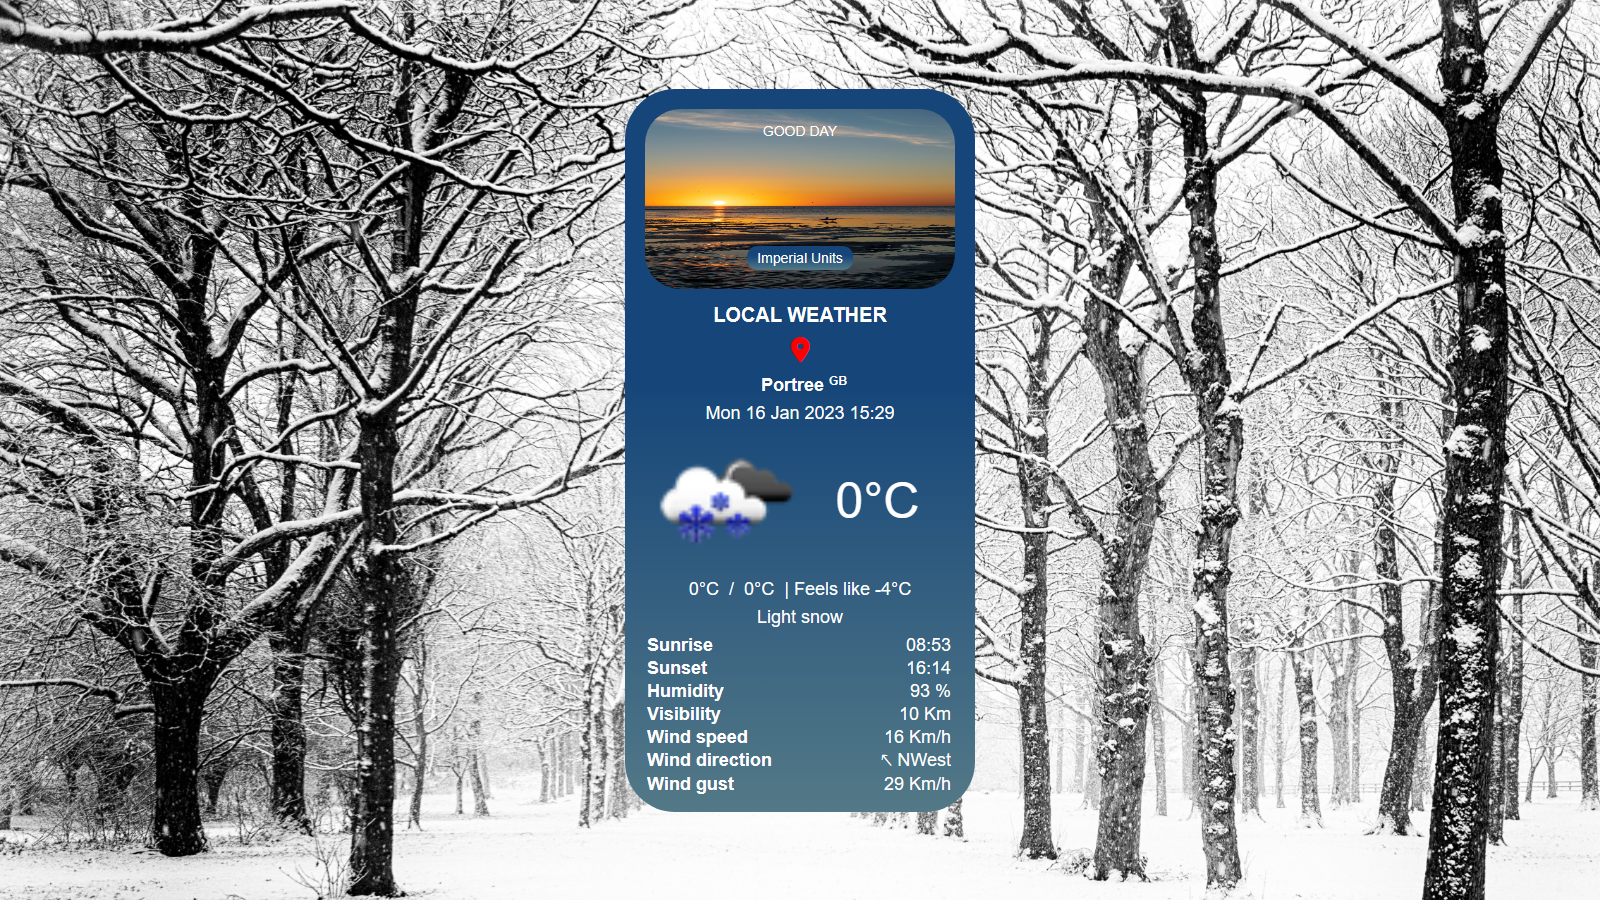 GOOD DAY
Imperial Units
LOCAL WEATHER
Portree GB
Mon 16 Jan 2023 15:29
0°C
0°C / 0°C | Feels like -4°C
Light snow
Sunrise 08:53
Sunset 16:14
Humidity 93 %
Visibility 10 Km
Wind speed 16 Km/h
Wind direction ↖ NWest
Wind gust 29 Km/h